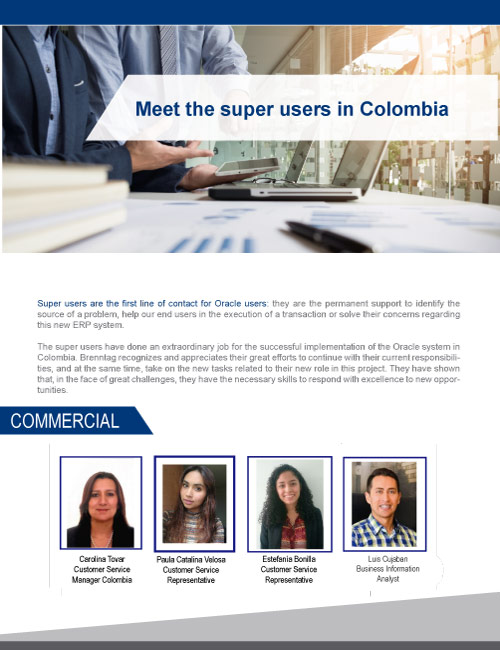 Meet the super users in Colombia
Super users are the first line of contact for Oracle users: they are the permanent support to identify the
source of a problem, help our end users in the execution of a transaction or solve their concerns regarding
this new ERP system.
The super users have done an extraordinary job for the successful implementation of the Oracle system in
Colombia. Brenntag recognizes and appreciates their great efforts to continue with their current responsibili-
ties, and at the same time, take on the new tasks related to their new role in this project. They have shown
that, in the face of great challenges, they have the necessary skills to respond with excellence to new oppor-
tunities.
COMMERCIAL
Carolina Tovar
Customer Service
Manager Colombia
Paula Catalina Velosa
Customer Service
Representative
Estefania Bonilla
Customer Service
Representative
Luis Cujaban
Business Information
Analyst